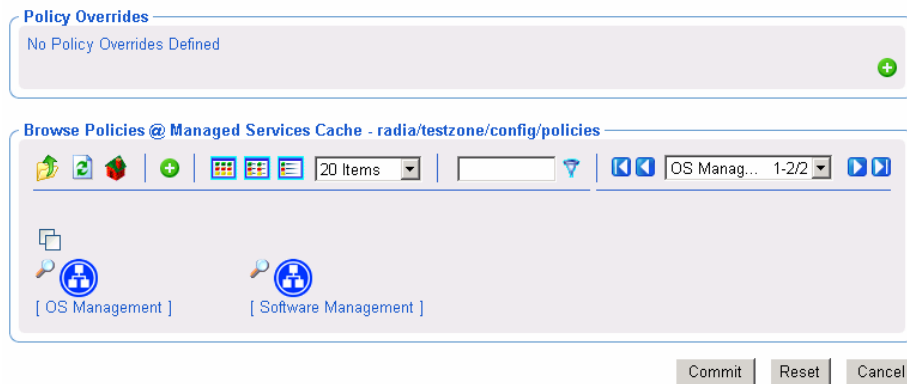 Policy Overrides
No Policy Overrides Defined
Browse Policies @ Managed Services Cache - radia/testzone/config/policies
20 Items
OS Manag... 1-2/2
[ OS Management ]
[ Software Management ]
Commit
Reset
Cancel